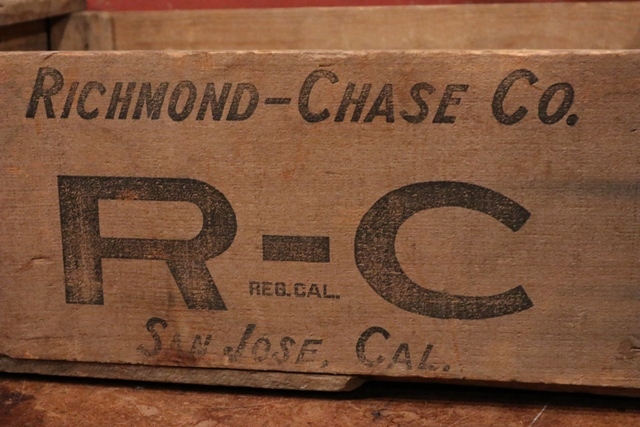 RICHMOND-CHASE CO.
R-C
REG. CAL.
SAN JOSE, CAL.